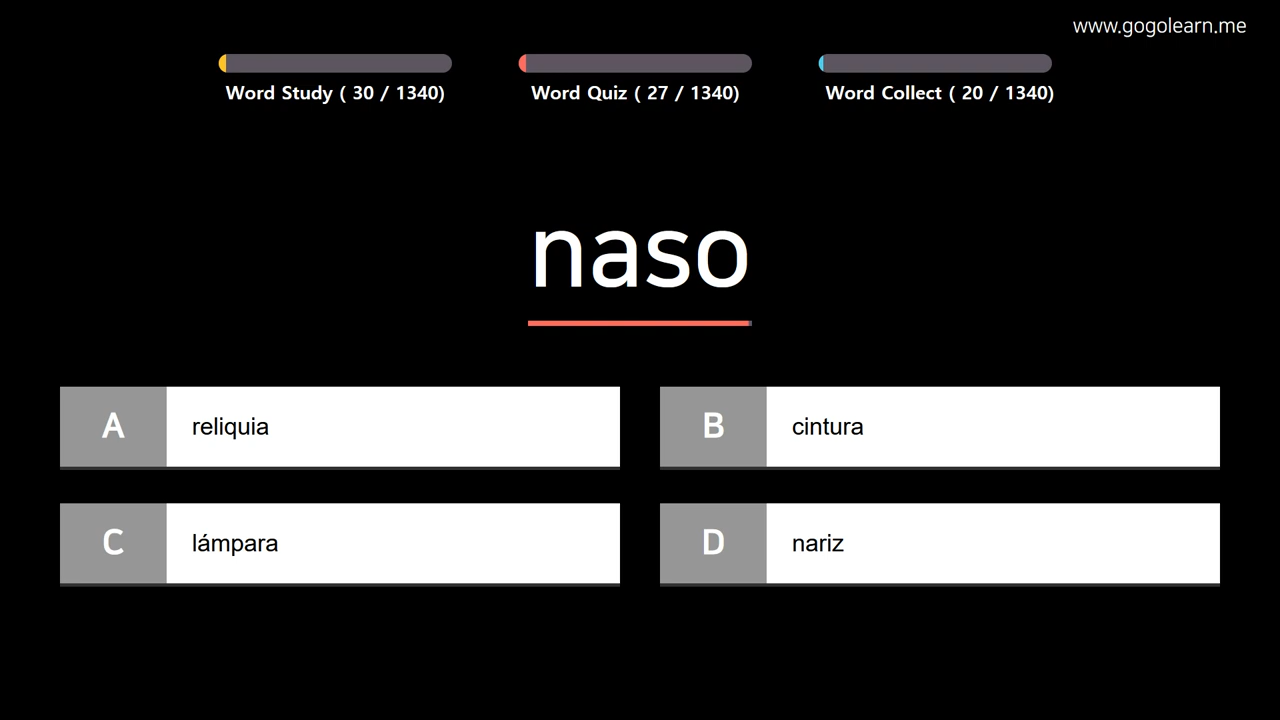 www.gogolearn.me
Word Study ( 30 / 1340)
Word Quiz ( 27 / 1340)
Word Collect ( 20 / 1340)
naso
A reliquia
B cintura
C lámpara
D nariz